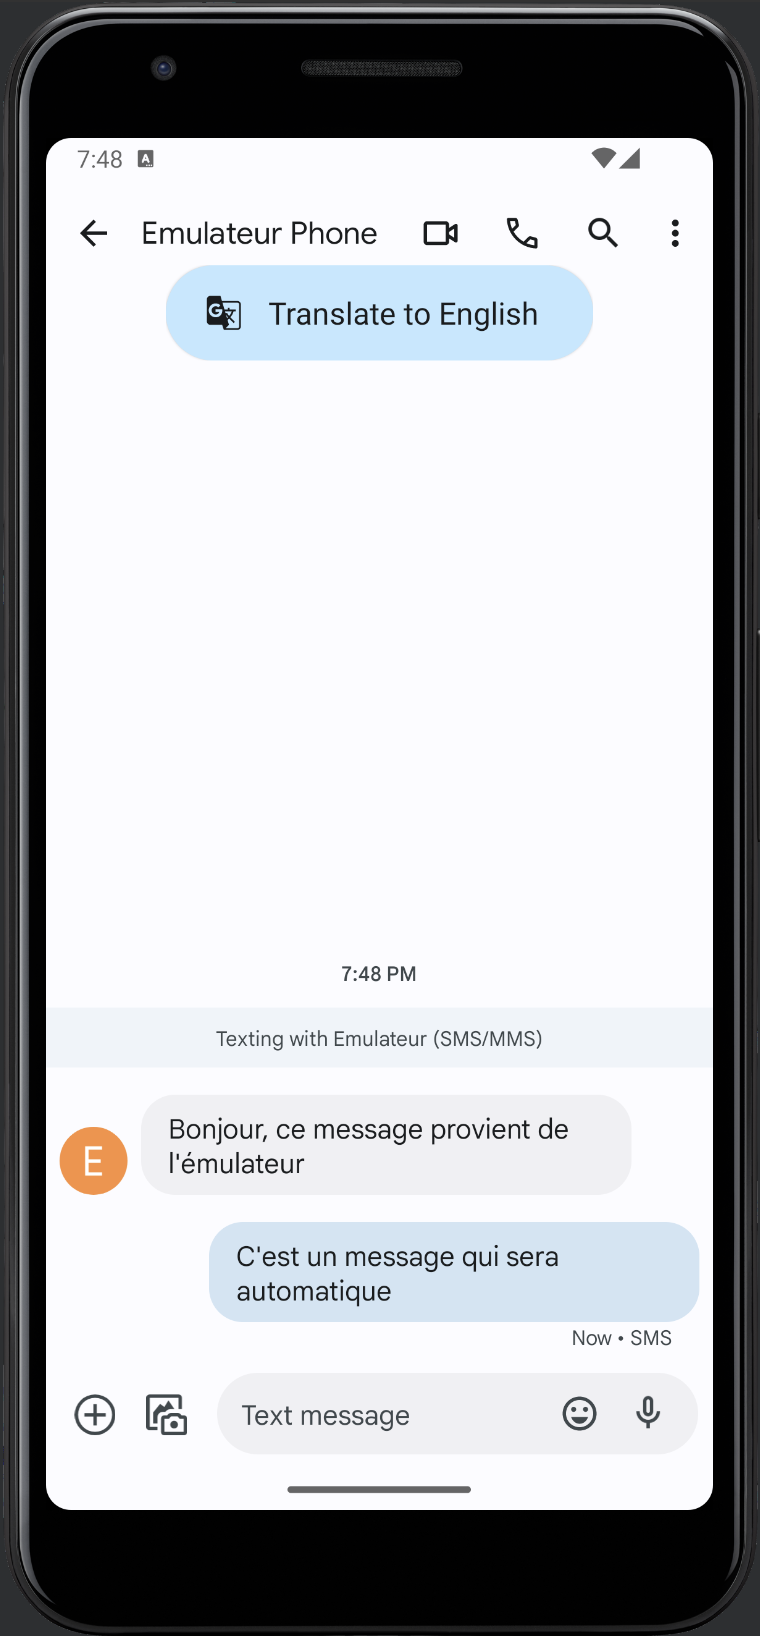 7:48
Emulateur Phone
Translate to English
7:48 PM
Texting with Emulateur (SMS/MMS)
Bonjour, ce message provient de
l'émulateur
E
C'est un message qui sera
automatique
Now • SMS
Text message